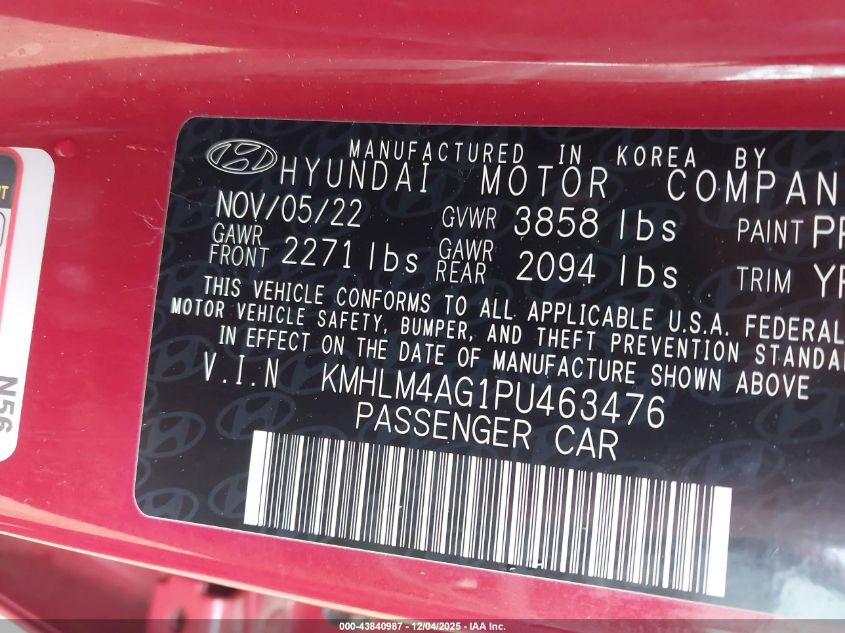 MANUFACTURED IN KOREA BY
HYUNDAI MOTOR COMPAN
NOV/05/22 GVWR 3858 lbs PAINT PR
GAWR FRONT 2271 lbs GAWR REAR 2094 lbs TRIM YP
THIS VEHICLE CONFORMS TO ALL APPLICABLE U.S.A. FEDERAL
MOTOR VEHICLE SAFETY, BUMPER, AND THEFT PREVENTION STANDA
IN EFFECT ON THE DATE OF MANUFACTURE SHOWN ABOVE
V.I.N KMHLM4AG1PU463476
PASSENGER CAR
N56
000-43840987 - 12/04/2025 - IAA Inc.